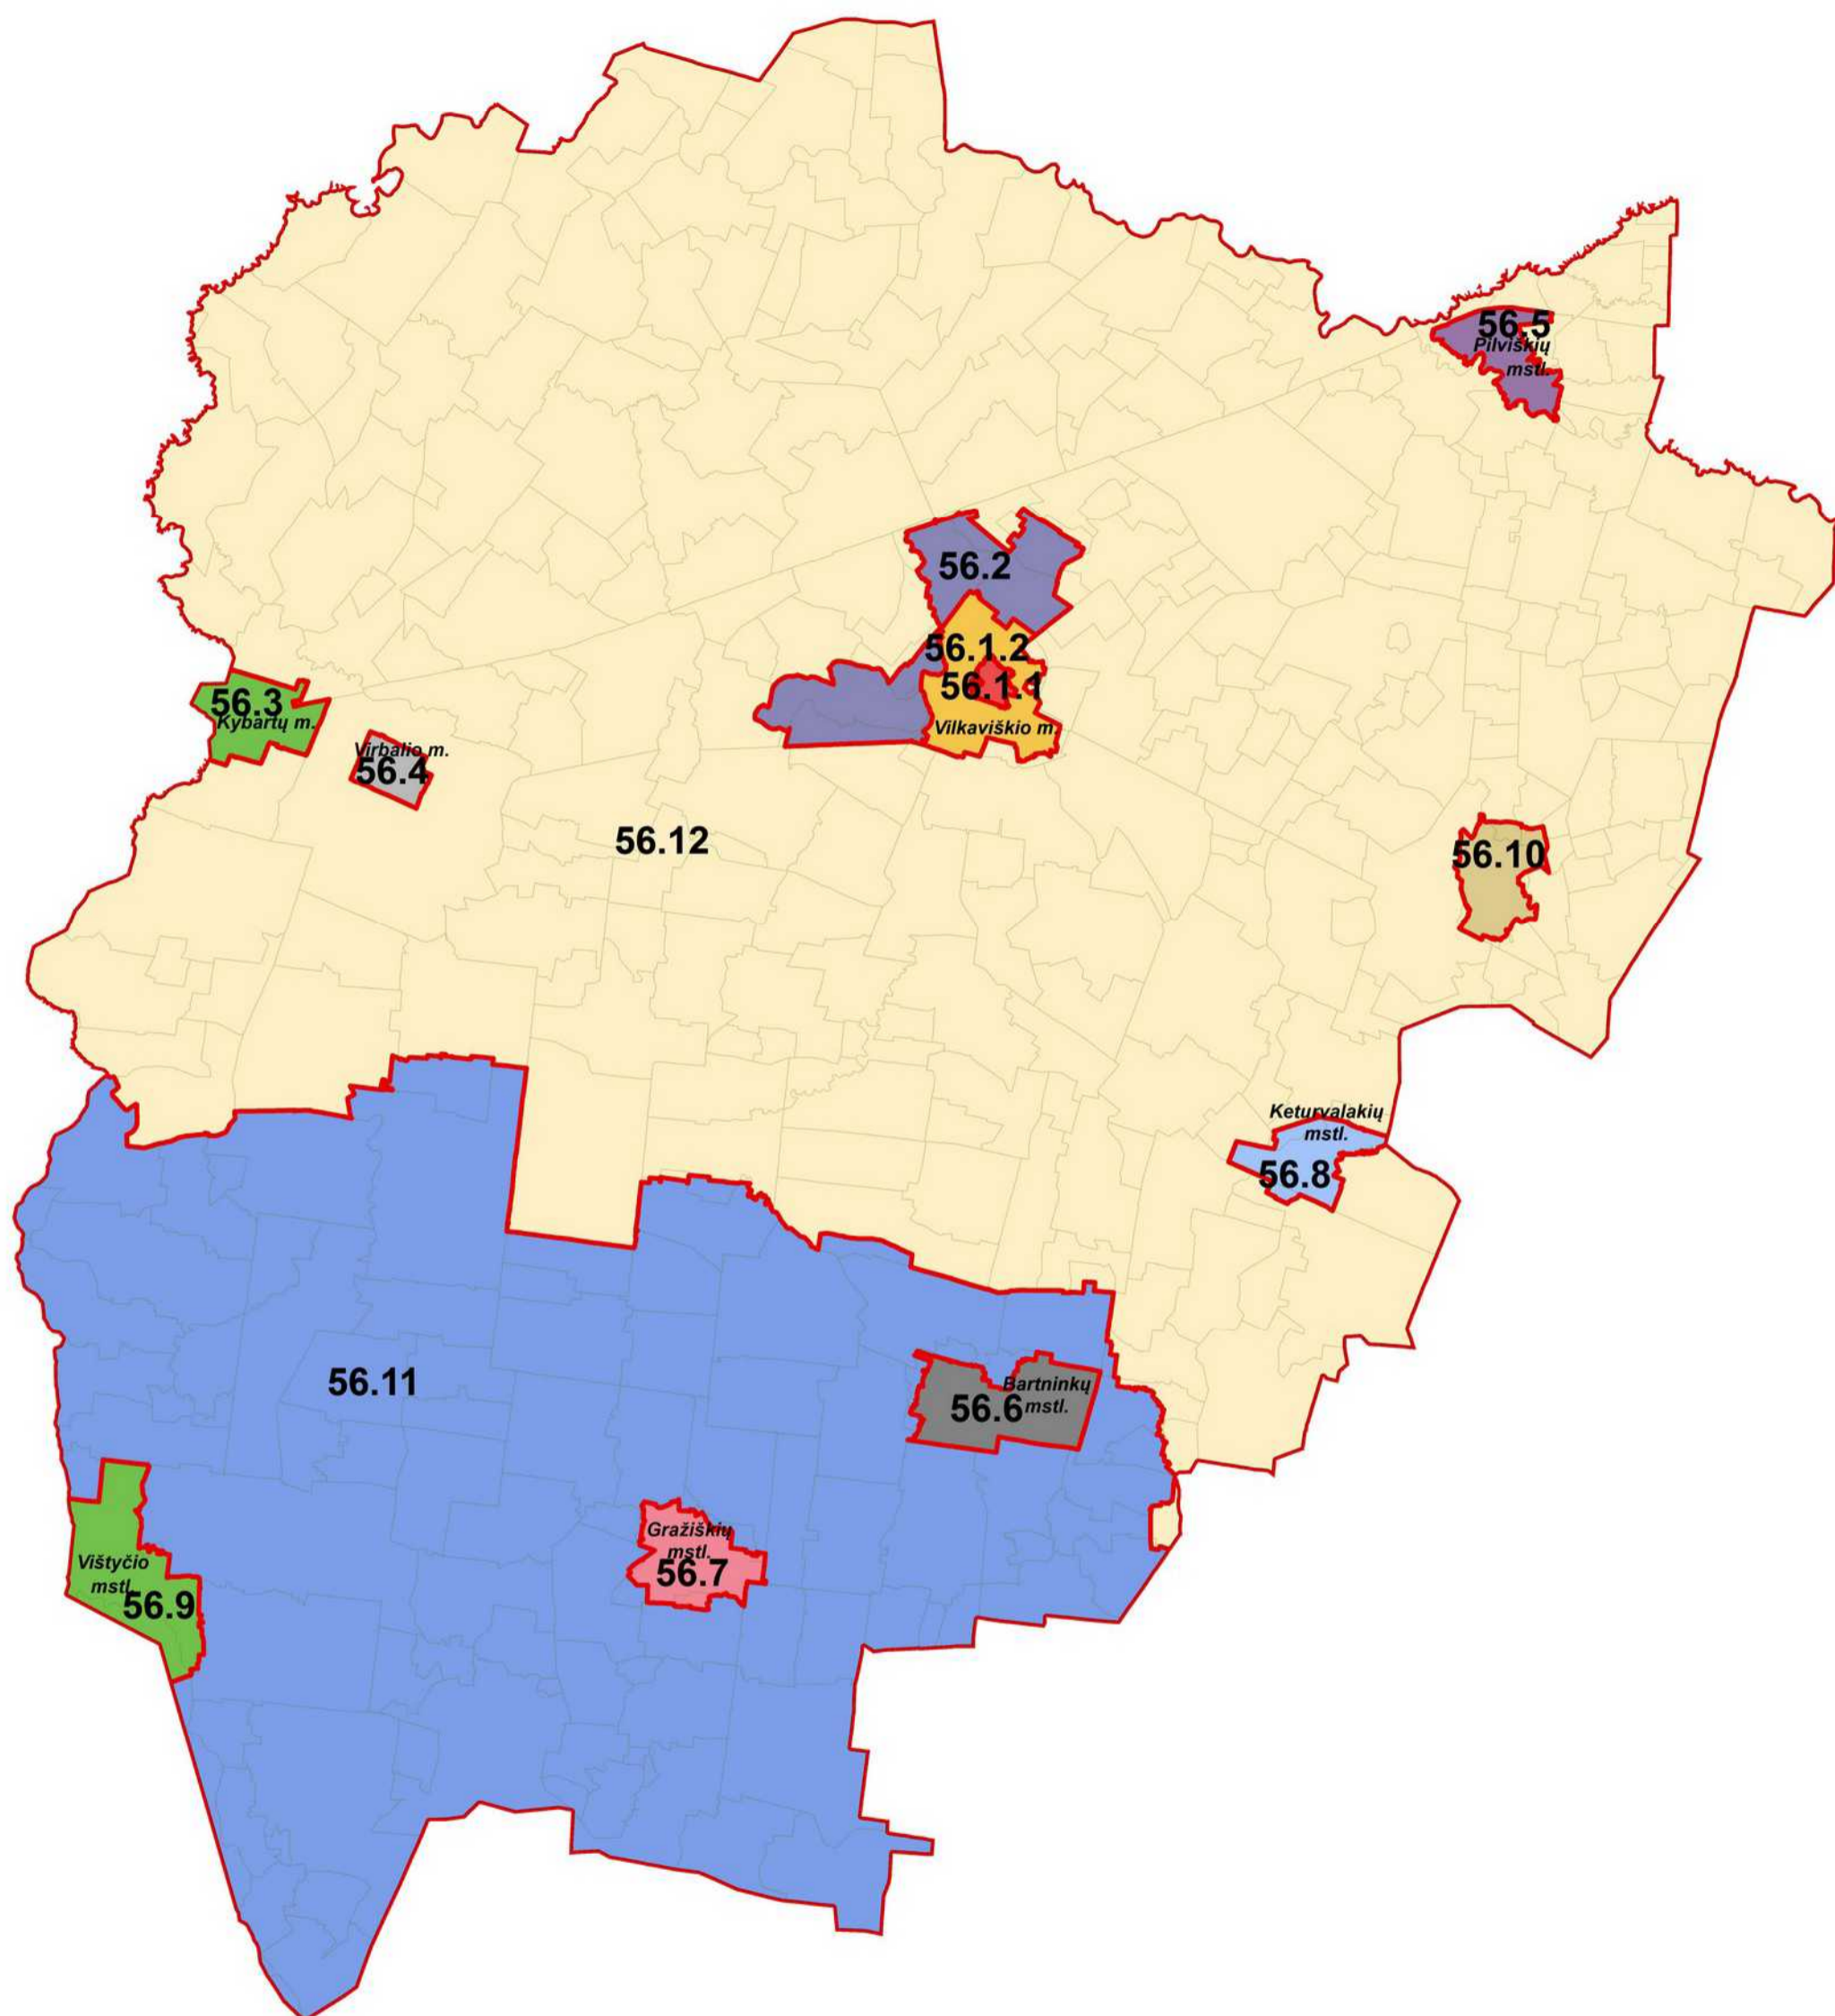 56.5
Pilviškių
mstl.
56.2
56.1.2
56.1.1
Vilkaviškio m.
56.3
Kybartų m.
Virbalio m.
56.4
56.12
56.10
Keturvalakių
mstl.
56.8
56.11
Bartninkų
56.6 mstl.
Gražiškių
mstl.
56.7
Vištyčio
mstl.
56.9